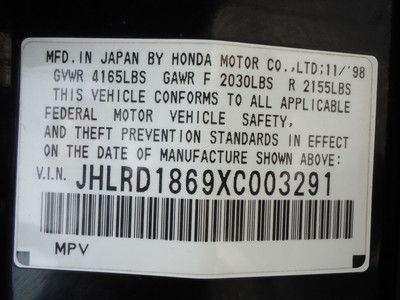 MFD.IN JAPAN BY HONDA MOTOR CO.,LTD;11/'98
GVWR 4165LBS GAWR F 2030LBS R 2155LBS
THIS VEHICLE CONFORMS TO ALL APPLICABLE
FEDERAL MOTOR VEHICLE SAFETY,
AND THEFT PREVENTION STANDARDS IN EFFECT
ON DATE OF MANUFACTURE SHOWN ABOVE:
V.I.N. JHLRD1869XC003291
MPV